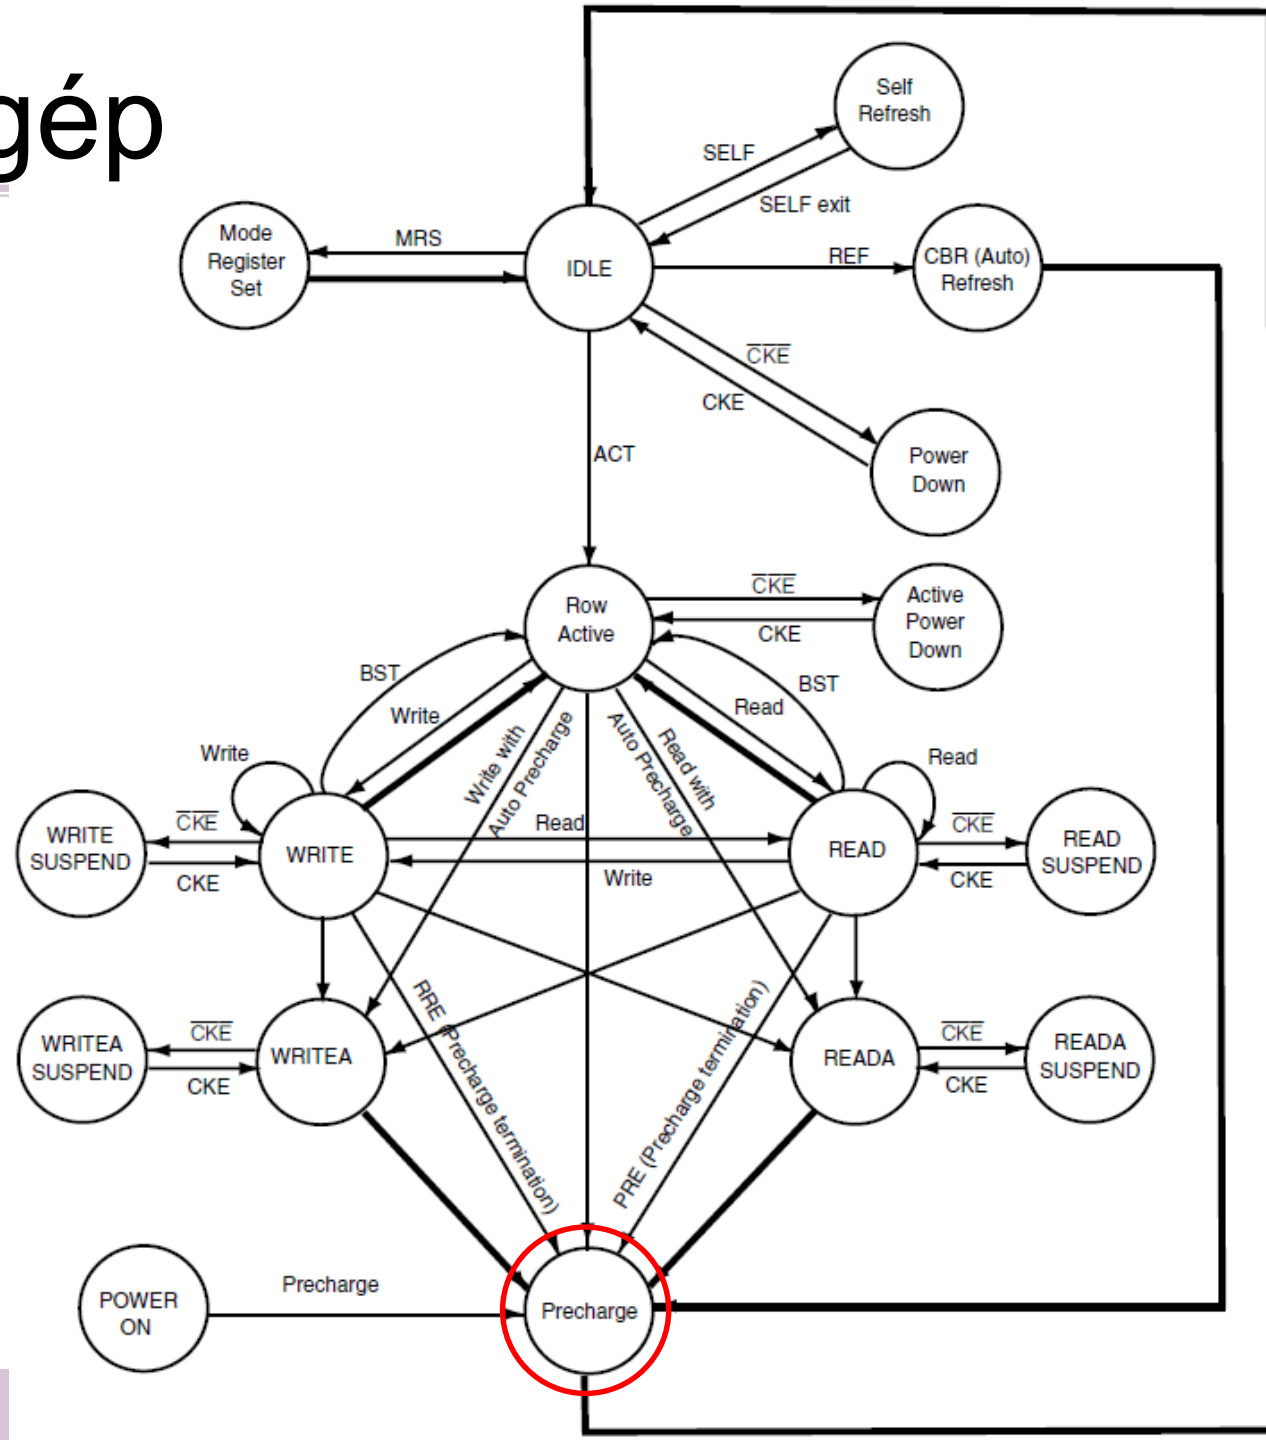 gép
Self
Refresh
SELF
SELF exit
Mode
Register
Set
MRS
IDLE
REF
CBR (Auto)
Refresh
CKE
CKE
Power
Down
ACT
Row
Active
CKE
CKE
Active
Power
Down
BST
Write
Write with
Auto Precharge
Read with
Auto Precharge
Read
BST
Write
Read
WRITE
SUSPEND
CKE
CKE
WRITE
Read
Write
READ
CKE
CKE
READ
SUSPEND
RRE (Precharge termination)
PRE (Precharge termination)
WRITEA
SUSPEND
CKE
CKE
WRITEA
READA
CKE
CKE
READA
SUSPEND
POWER
ON
Precharge
Precharge